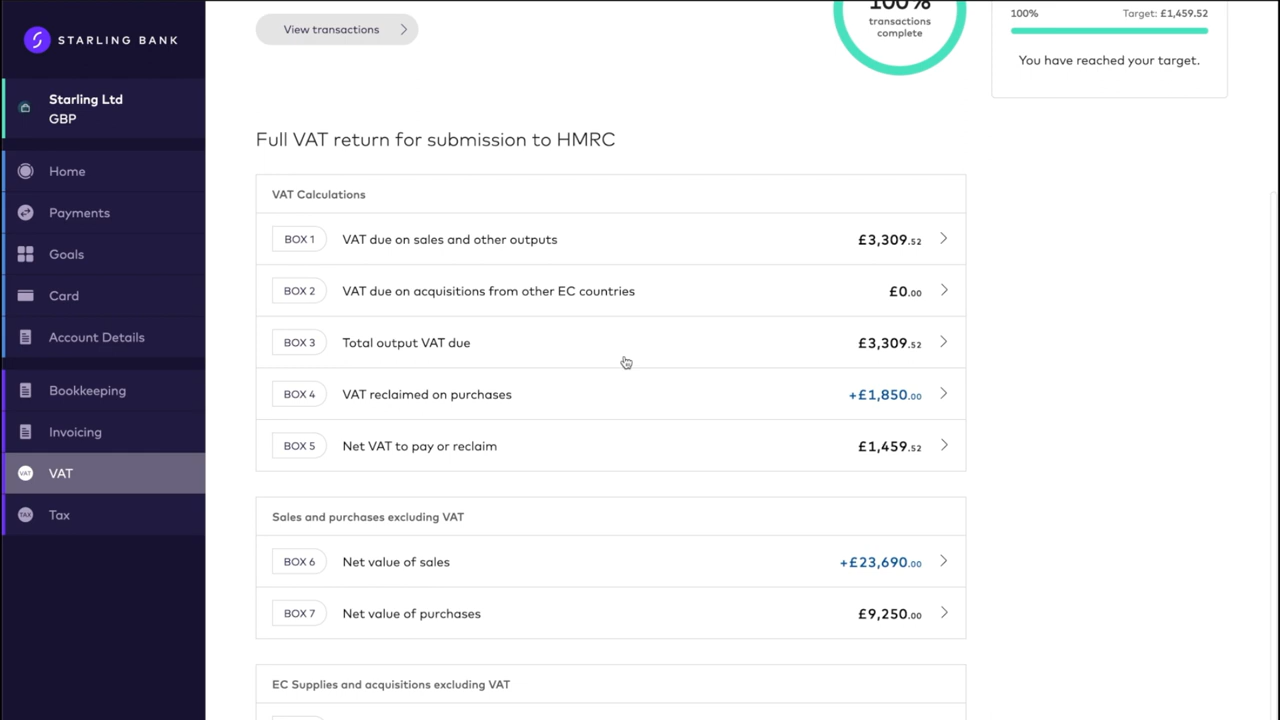 STARLING BANK
Starling Ltd
GBP
Home
Payments
Goals
Card
Account Details
Bookkeeping
Invoicing
VAT VAT
TAX Tax
View transactions
100%
transactions
complete
100% Target: £1,459.52
You have reached your target.
Full VAT return for submission to HMRC
VAT Calculations
BOX 1 VAT due on sales and other outputs £3,309.52
BOX 2 VAT due on acquisitions from other EC countries £0.00
BOX 3 Total output VAT due £3,309.52
BOX 4 VAT reclaimed on purchases +£1,850.00
BOX 5 Net VAT to pay or reclaim £1,459.52
Sales and purchases excluding VAT
BOX 6 Net value of sales +£23,690.00
BOX 7 Net value of purchases £9,250.00
EC Supplies and acquisitions excluding VAT